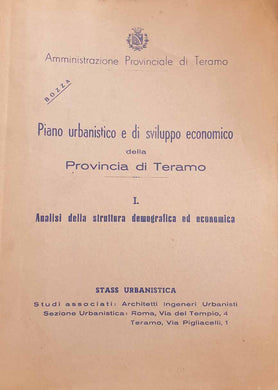 Amministrazione Provinciale di Teramo
BOZZA
Piano urbanistico e di sviluppo economico
della
Provincia di Teramo
I.
Analisi della struttura demografica ed economica
STASS URBANISTICA
Studi associati: Architetti Ingeneri Urbanisti
Sezione Urbanistica: Roma, Via del Tempio, 4
Teramo, Via Pigliacelli, 1